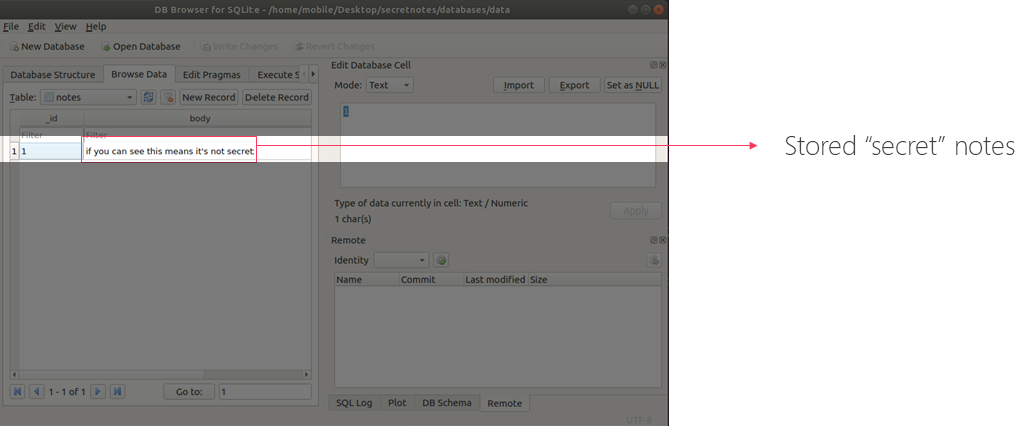 DB Browser for SQLite - /home/mobile/Desktop/secretnotes/databases/data
File Edit View Help
New Database Open Database Write Changes Revert Changes
Database Structure Browse Data Edit Pragmas Execute S
Table: notes New Record Delete Record
_id body
Filter Filter
1 1 if you can see this means it's not secret
1 - 1 of 1 Go to: 1
Edit Database Cell
Mode: Text Import Export Set as NULL
1
Type of data currently in cell: Text / Numeric
1 char(s)
Apply
Remote
Identity
Name Commit Last modified Size
SQL Log Plot DB Schema Remote
UTF-8
Stored “secret” notes